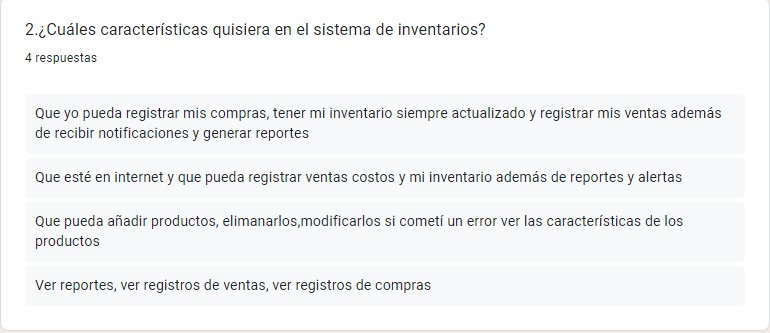 2.¿Cuáles características quisiera en el sistema de inventarios?
4 respuestas
Que yo pueda registrar mis compras, tener mi inventario siempre actualizado y registrar mis ventas además
de recibir notificaciones y generar reportes
Que esté en internet y que pueda registrar ventas costos y mi inventario además de reportes y alertas
Que pueda añadir productos, elimanarlos,modificarlos si cometí un error ver las características de los
productos
Ver reportes, ver registros de ventas, ver registros de compras